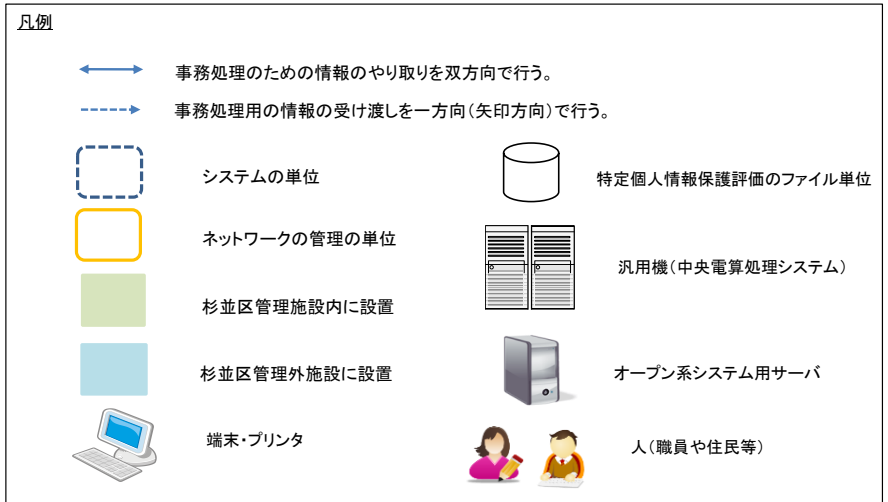 凡例
事務処理のための情報のやり取りを双方向で行う。
事務処理用の情報の受け渡しを一方向(矢印方向)で行う。
システムの単位
特定個人情報保護評価のファイル単位
ネットワークの管理の単位
汎用機(中央電算処理システム)
杉並区管理施設内に設置
杉並区管理外施設に設置
オープン系システム用サーバ
端末・プリンタ
人(職員や住民等)